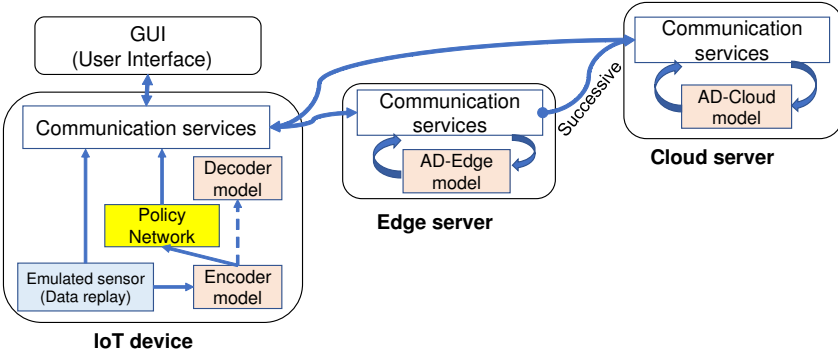 GUI
(User Interface)
Communication services
Decoder
model
Policy
Network
Emulated sensor
(Data replay)
Encoder
model
IoT device
Communication
services
AD-Edge
model
Edge server
Successive
Communication
services
AD-Cloud
model
Cloud server